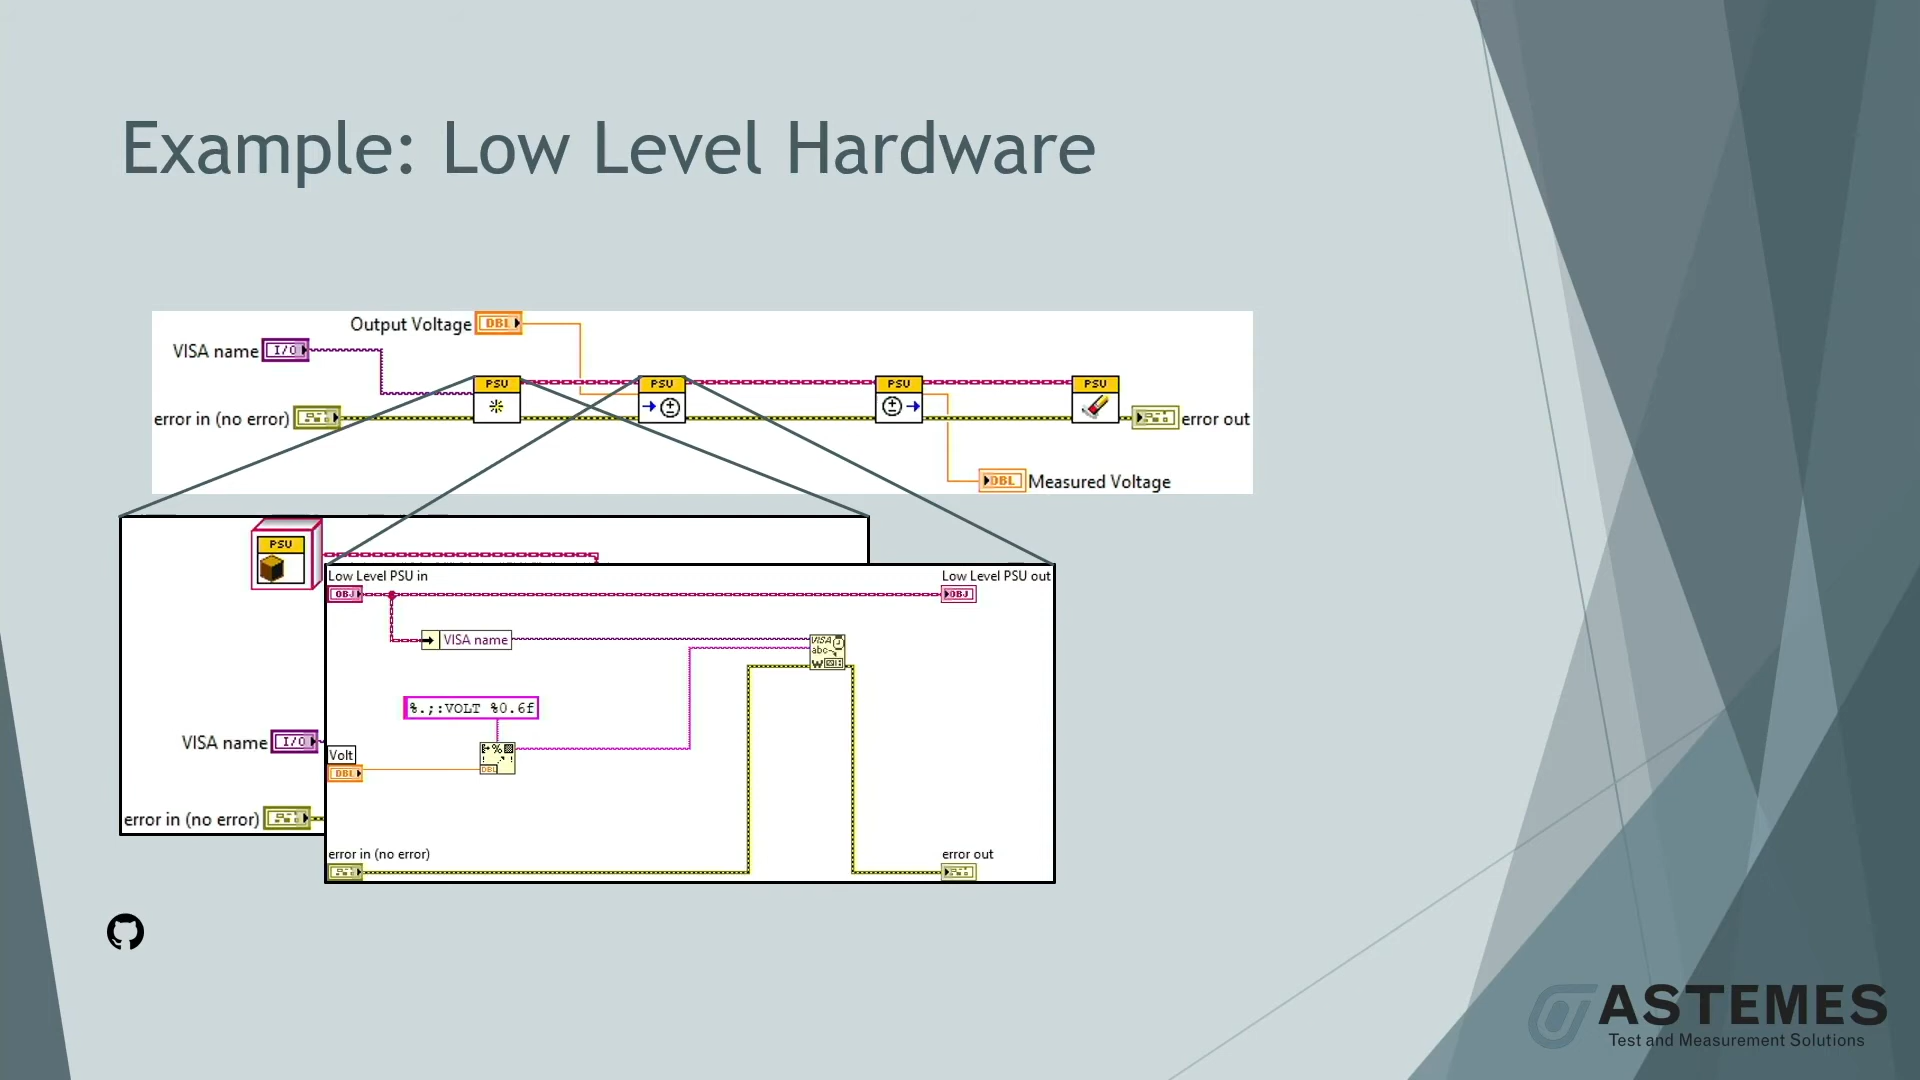 Example: Low Level Hardware
Output Voltage DBL
VISA name I/O
PSU PSU PSU PSU
error in (no error) error out
DBL Measured Voltage
PSU
Low Level PSU in Low Level PSU out
OBJ OBJ
VISA name
VISA
abc
W
%.;:VOLT %0.6f
VISA name I/O
Volt
%
DBL
DBL
error in (no error)
error in (no error) error out
ASTEMES
Test and Measurement Solutions